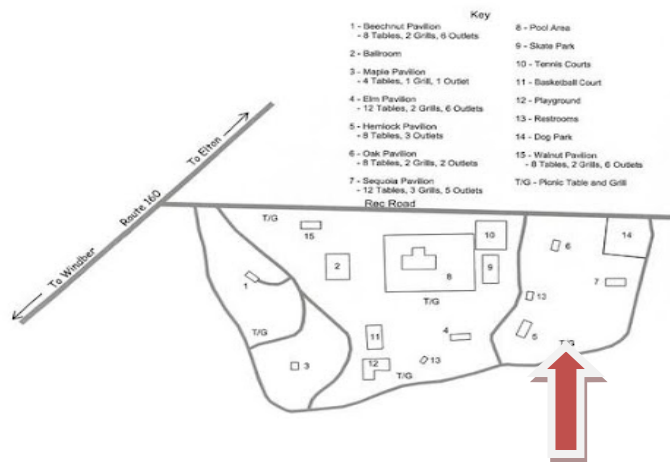 Key
1 - Beechnut Pavilion
- 8 Tables, 2 Grills, 6 Outlets
2 - Ballroom
3 - Maple Pavilion
- 4 Tables, 1 Grill, 1 Outlet
4 - Elm Pavilion
- 12 Tables, 2 Grills, 6 Outlets
5 - Hemlock Pavilion
- 8 Tables, 3 Outlets
6 - Oak Pavilion
- 8 Tables, 2 Grills, 2 Outlets
7 - Sequoia Pavilion
- 12 Tables, 3 Grills, 5 Outlets
8 - Pool Area
9 - Skate Park
10 - Tennis Courts
11 - Basketball Court
12 - Playground
13 - Restrooms
14 - Dog Park
15 - Walnut Pavilion
- 8 Tables, 2 Grills, 6 Outlets
T/G - Picnic Table and Grill
To Elton
Route 160
To Windber
Rec Road
T/G
15
10
14
6
2
8
9
1
7
13
T/G
T/G
11
4
5
T/G
3
12
13
T/G